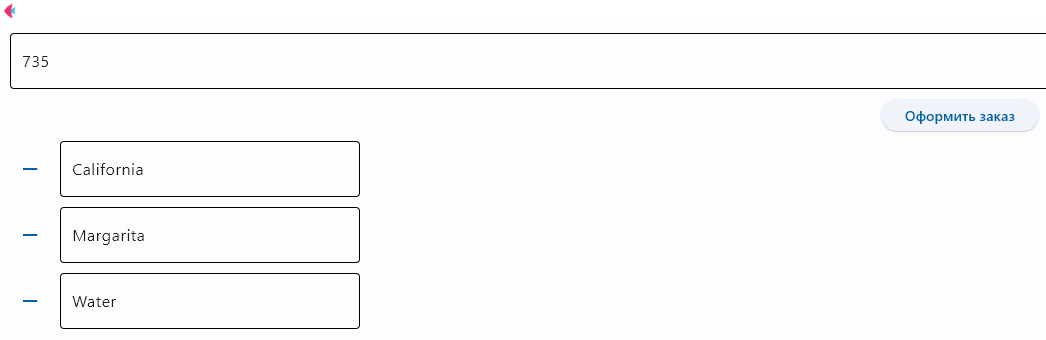 735
Оформить заказ
California
Margarita
Water